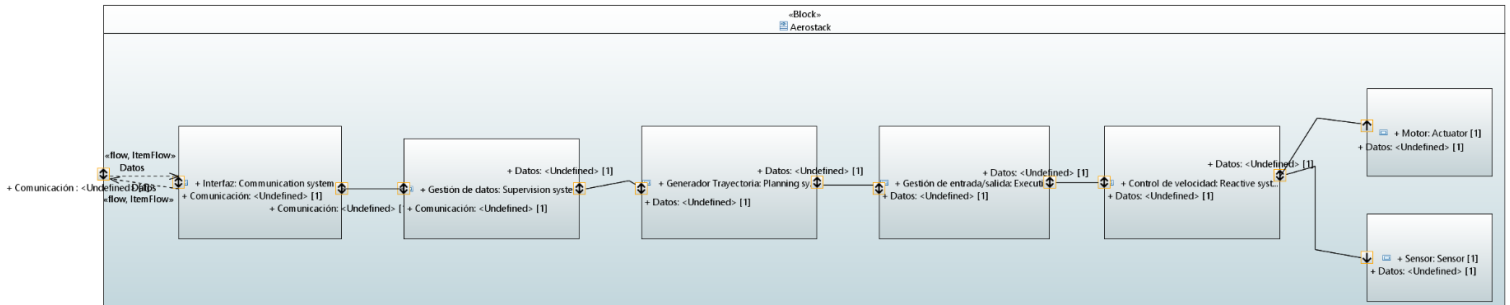 «Block»
Aerostack
«flow, ItemFlow»
Datos
+ Comunicación : <Undefined> [1]
Datos
«flow, ItemFlow»
+ Interfaz: Communication system
+ Comunicación: <Undefined> [1]
+ Comunicación: <Undefined>
+ Gestión de datos: Supervision syste
+ Comunicación: <Undefined> [1]
+ Datos: <Undefined> [1]
+ Generador Trayectoria: Planning sy...
+ Datos: <Undefined> [1]
+ Datos: <Undefined> [1]
+ Gestión de entrada/salida: Executi
+ Datos: <Undefined> [1]
+ Datos: <Undefined> [1]
+ Control de velocidad: Reactive syst...
+ Datos: <Undefined> [1]
+ Datos: <Undefined> [1]
+ Motor: Actuator [1]
+ Datos: <Undefined> [1]
+ Sensor: Sensor [1]
+ Datos: <Undefined> [1]